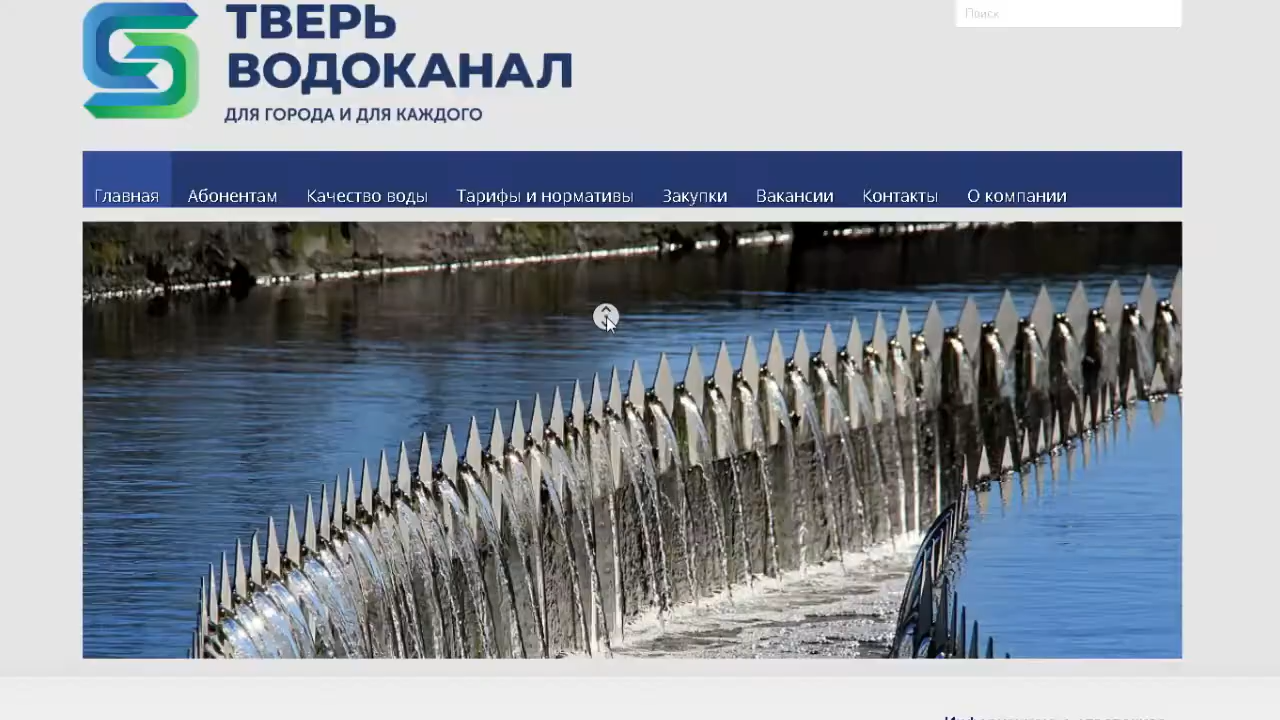 ТВЕРЬ
ВОДОКАНАЛ
ДЛЯ ГОРОДА И ДЛЯ КАЖДОГО
Поиск
Главная Абонентам Качество воды Тарифы и нормативы Закупки Вакансии Контакты О компании